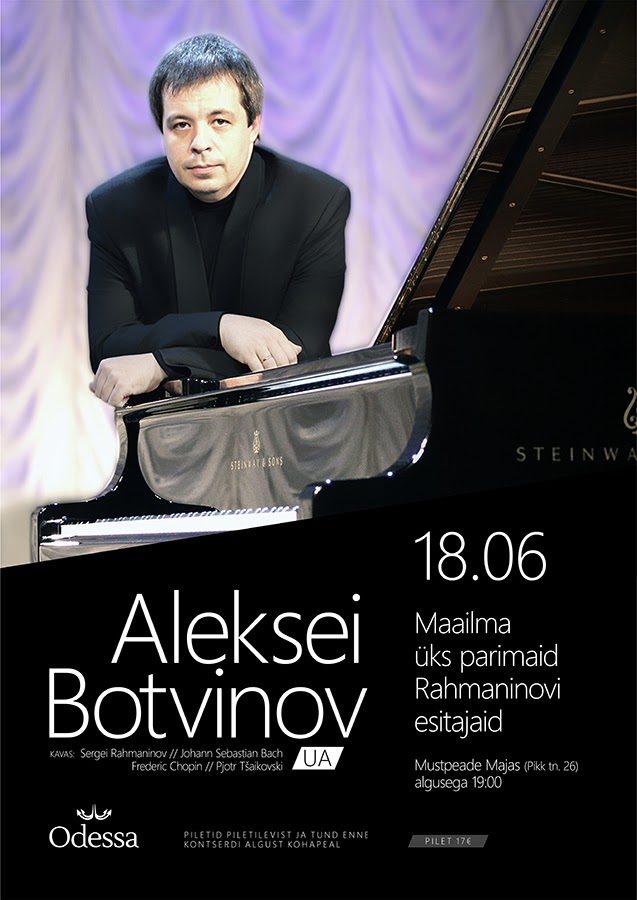 STEINWAY & SONS
STEINWA
18.06
Aleksei
Botvinov
UA
Maailma
üks parimaid
Rahmaninovi
esitajaid
KAVAS: Sergei Rahmaninov // Johann Sebastian Bach
Frederic Chopin // Pjotr Tšaikovski
Mustpeade Majas (Pikk tn. 26)
algusega 19:00
Odessa
PILETID PILETILEVIST JA TUND ENNE
KONTSERDI ALGUST KOHAPEAL
PILET 17€